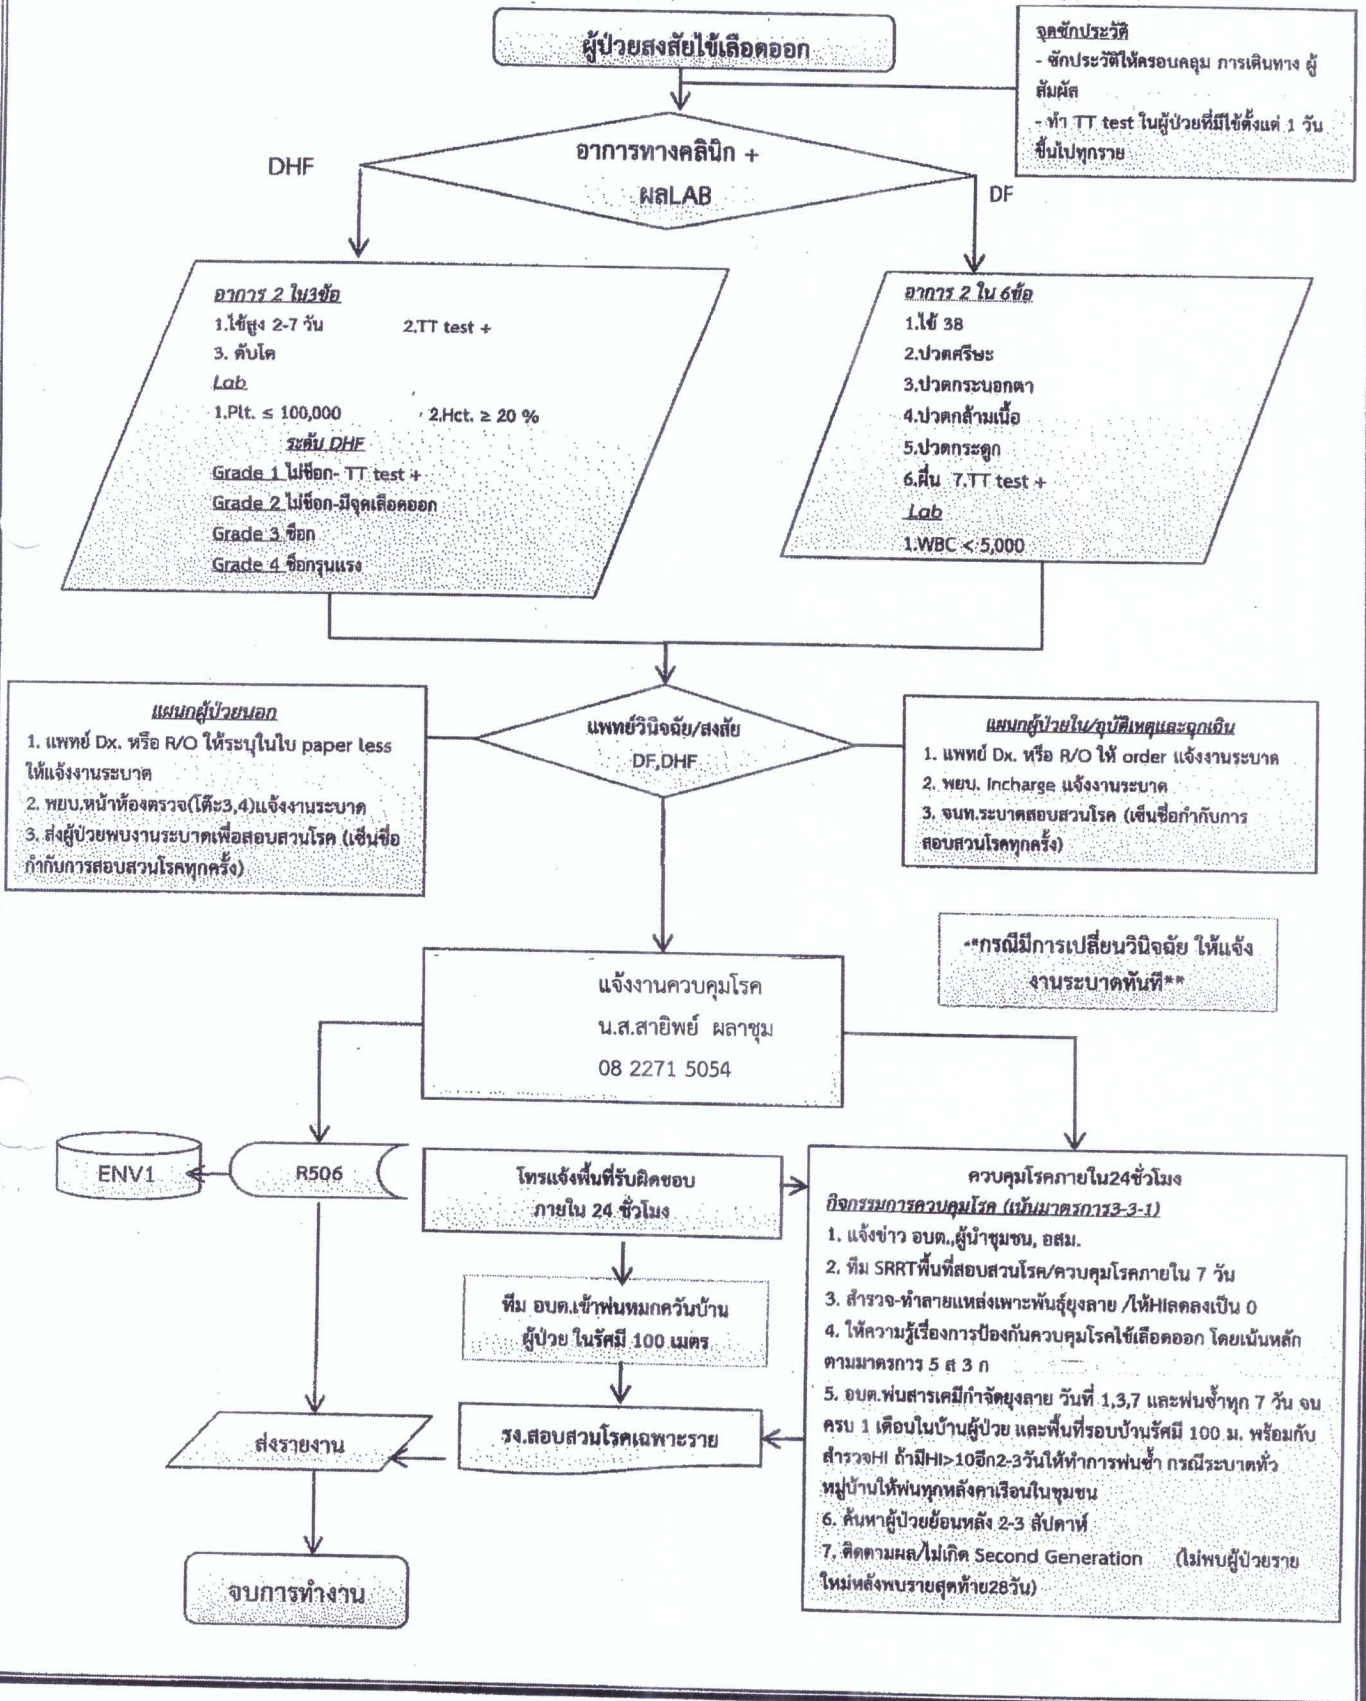 ผู้ป่วยสงสัยไข้เลือดออก
จุดซักประวัติ
- ซักประวัติให้ครอบคลุม การเดินทาง ผู้
สัมผัส
- ทำ TT test ในผู้ป่วยที่มีไข้ตั้งแต่ 1 วัน
ขึ้นไปทุกราย
อาการทางคลินิก +
ผลLAB
DHF
DF
อาการ 2 ใน3ข้อ
1.ไข้สูง 2-7 วัน 2.TT test +
3. ตับโต
Lab
1.Plt. ≤ 100,000 2.Hct. ≥ 20 %
ระดับ DHF
Grade 1 ไม่ช็อก- TT test +
Grade 2 ไม่ช็อก-มีจุดเลือดออก
Grade 3 ช็อก
Grade 4 ช็อกรุนแรง
อาการ 2 ใน 6ข้อ
1.ไข้ 38
2.ปวดศรีษะ
3.ปวดกระบอกตา
4.ปวดกล้ามเนื้อ
5.ปวดกระดูก
6.ผื่น 7.TT test +
Lab
1.WBC < 5,000
แพทย์วินิจฉัย/สงสัย
DF,DHF
แผนกผู้ป่วยนอก
1. แพทย์ Dx. หรือ R/O ให้ระบุในใบ paper less
ให้แจ้งงานระบาด
2. พยบ.หน้าห้องตรวจ(โต๊ะ3,4)แจ้งงานระบาด
3. ส่งผู้ป่วยพบงานระบาดเพื่อสอบสวนโรค (เซ็นชื่อ
กำกับการสอบสวนโรคทุกครั้ง)
แผนกผู้ป่วยใน/อุบัติเหตุและฉุกเฉิน
1. แพทย์ Dx. หรือ R/O ให้ order แจ้งงานระบาด
2. พยบ. Incharge แจ้งงานระบาด
3. จนท.ระบาดสอบสวนโรค (เซ็นชื่อกำกับการ
สอบสวนโรคทุกครั้ง)
**กรณีมีการเปลี่ยนวินิจฉัย ให้แจ้ง
งานระบาดทันที**
แจ้งงานควบคุมโรค
น.ส.สายิพย์ ผลาชุม
08 2271 5054
ENV1
R506
โทรแจ้งพื้นที่รับผิดชอบ
ภายใน 24 ชั่วโมง
ทีม อบต.เข้าพ่นหมกควันบ้าน
ผู้ป่วย ในรัศมี 100 เมตร
รง.สอบสวนโรคเฉพาะราย
ส่งรายงาน
จบการทำงาน
ควบคุมโรคภายใน24ชั่วโมง
กิจกรรมการควบคุมโรค (เน้นมาตรการ3-3-1)
1. แจ้งข่าว อบต.,ผู้นำชุมชน, อสม.
2. ทีม SRRTพื้นที่สอบสวนโรค/ควบคุมโรคภายใน 7 วัน
3. สำรวจ-ทำลายแหล่งเพาะพันธุ์ยุงลาย /ให้HIลดลงเป็น 0
4. ให้ความรู้เรื่องการป้องกันควบคุมโรคไข้เลือดออก โดยเน้นหลัก
ตามมาตรการ 5 ส 3 ก
5. อบต.พ่นสารเคมีกำจัดยุงลาย วันที่ 1,3,7 และพ่นซ้ำทุก 7 วัน จน
ครบ 1 เดือนในบ้านผู้ป่วย และพื้นที่รอบบ้านรัศมี 100 ม. พร้อมกับ
สำรวจHI ถ้ามีHI>10อีก2-3วันให้ทำการพ่นซ้ำ กรณีระบาดทั่ว
หมู่บ้านให้พ่นทุกหลังคาเรือนในชุมชน
6. ค้นหาผู้ป่วยย้อนหลัง 2-3 สัปดาห์
7. ติดตามผล/ไม่เกิด Second Generation (ไม่พบผู้ป่วยราย
ใหม่หลังพบรายสุดท้าย28วัน)